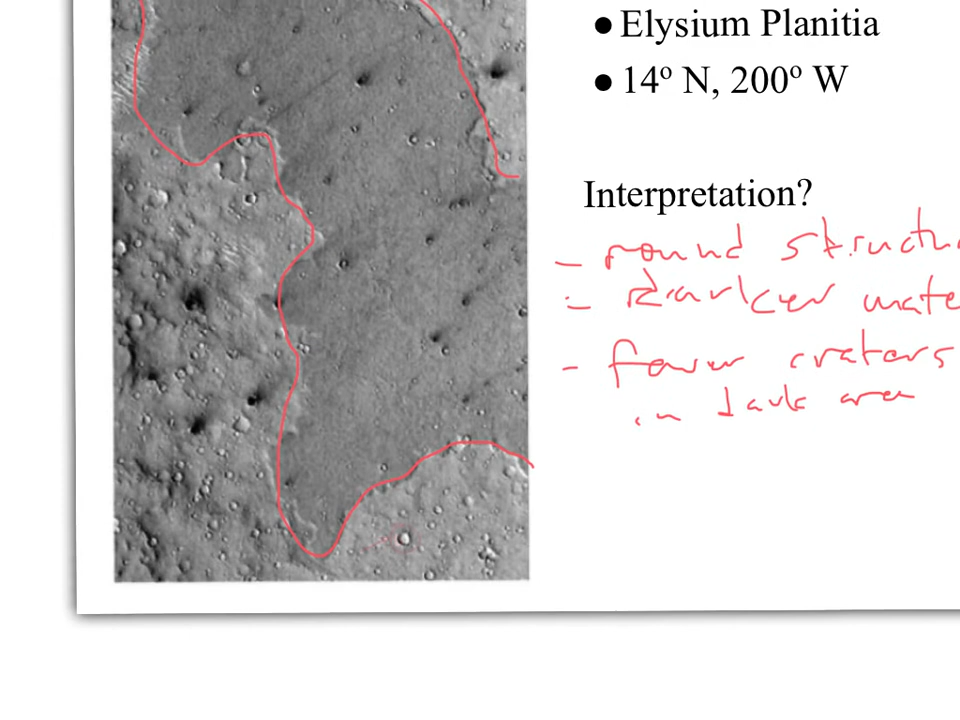 ● Elysium Planitia
● 14º N, 200º W
Interpretation?
- round structu
- Darker mate
- fewer craters
in dark area